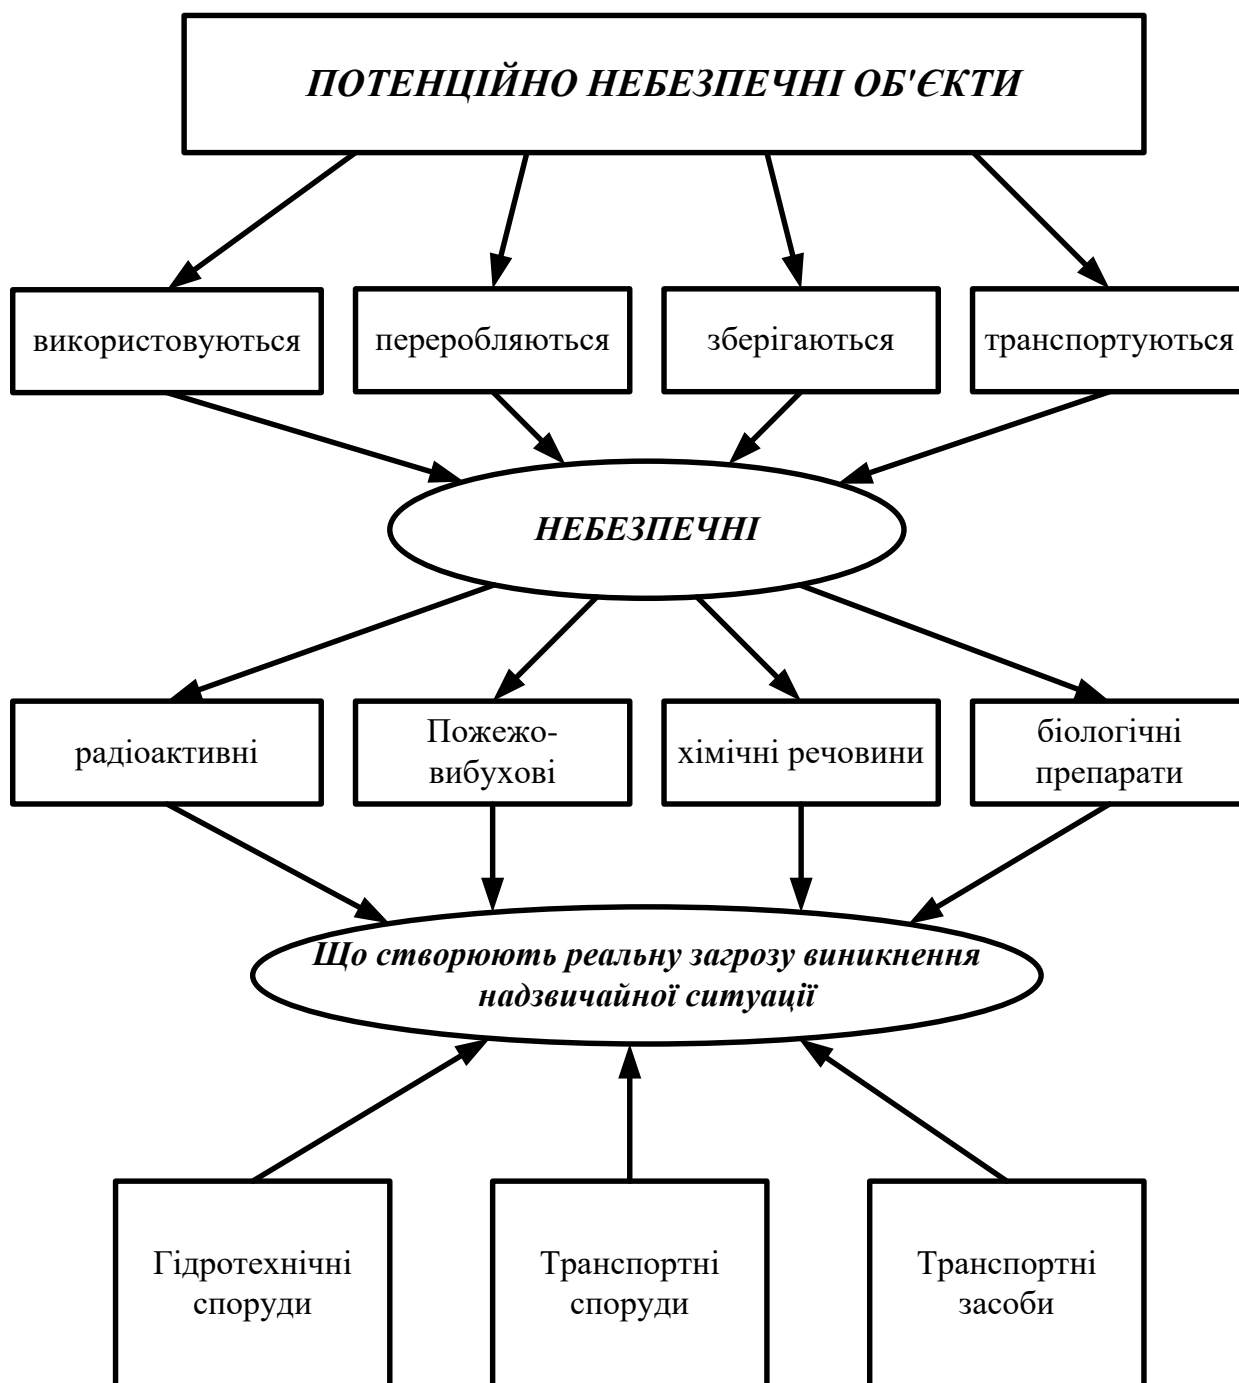 ПОТЕНЦІЙНО НЕБЕЗПЕЧНІ ОБ'ЄКТИ
використовуються
переробляються
зберігаються
транспортуються
НЕБЕЗПЕЧНІ
радіоактивні
Пожежо-
вибухові
хімічні речовини
біологічні
препарати
Що створюють реальну загрозу виникнення
надзвичайної ситуації
Гідротехнічні
споруди
Транспортні
споруди
Транспортні
засоби